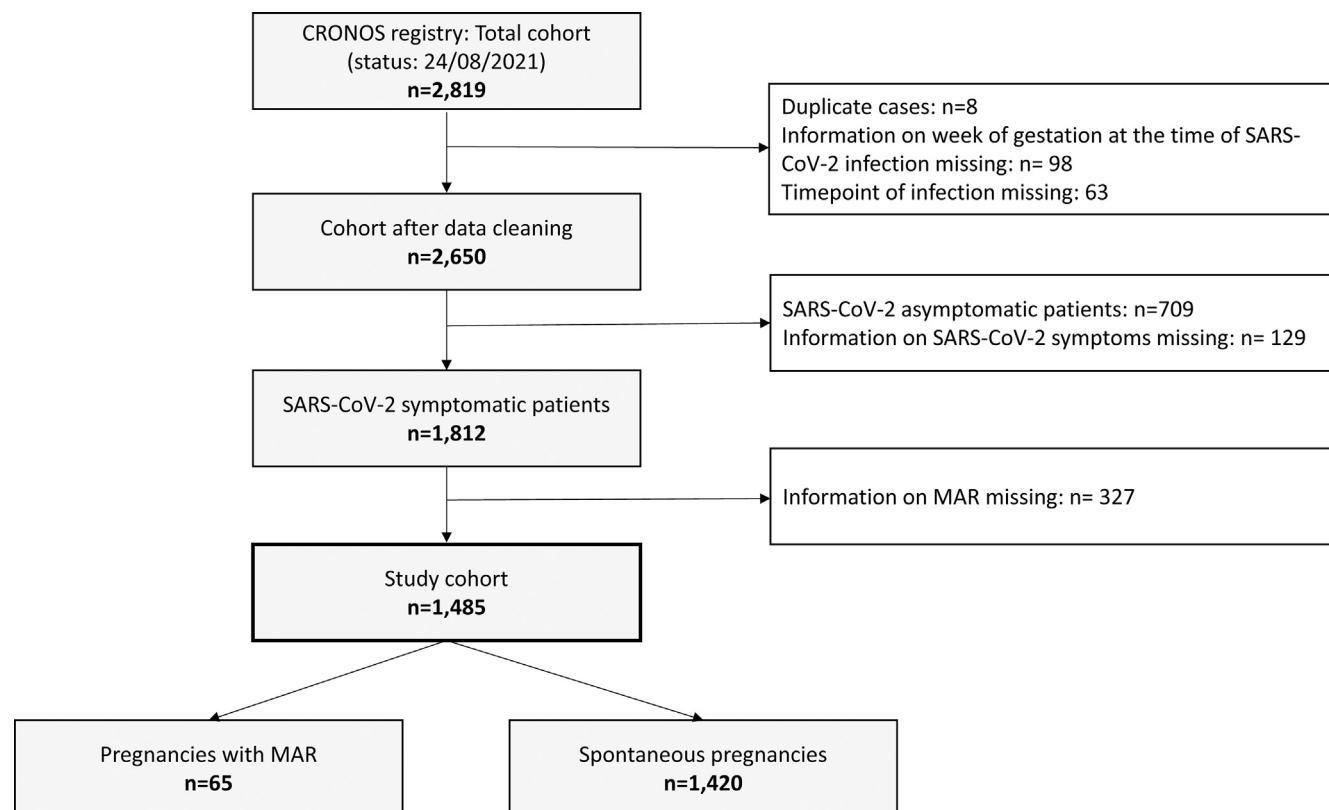 CRONOS registry: Total cohort
(status: 24/08/2021)
n=2,819
Duplicate cases: n=8
Information on week of gestation at the time of SARS-
CoV-2 infection missing: n= 98
Timepoint of infection missing: 63
Cohort after data cleaning
n=2,650
SARS-CoV-2 asymptomatic patients: n=709
Information on SARS-CoV-2 symptoms missing: n= 129
SARS-CoV-2 symptomatic patients
n=1,812
Information on MAR missing: n= 327
Study cohort
n=1,485
Pregnancies with MAR
n=65
Spontaneous pregnancies
n=1,420